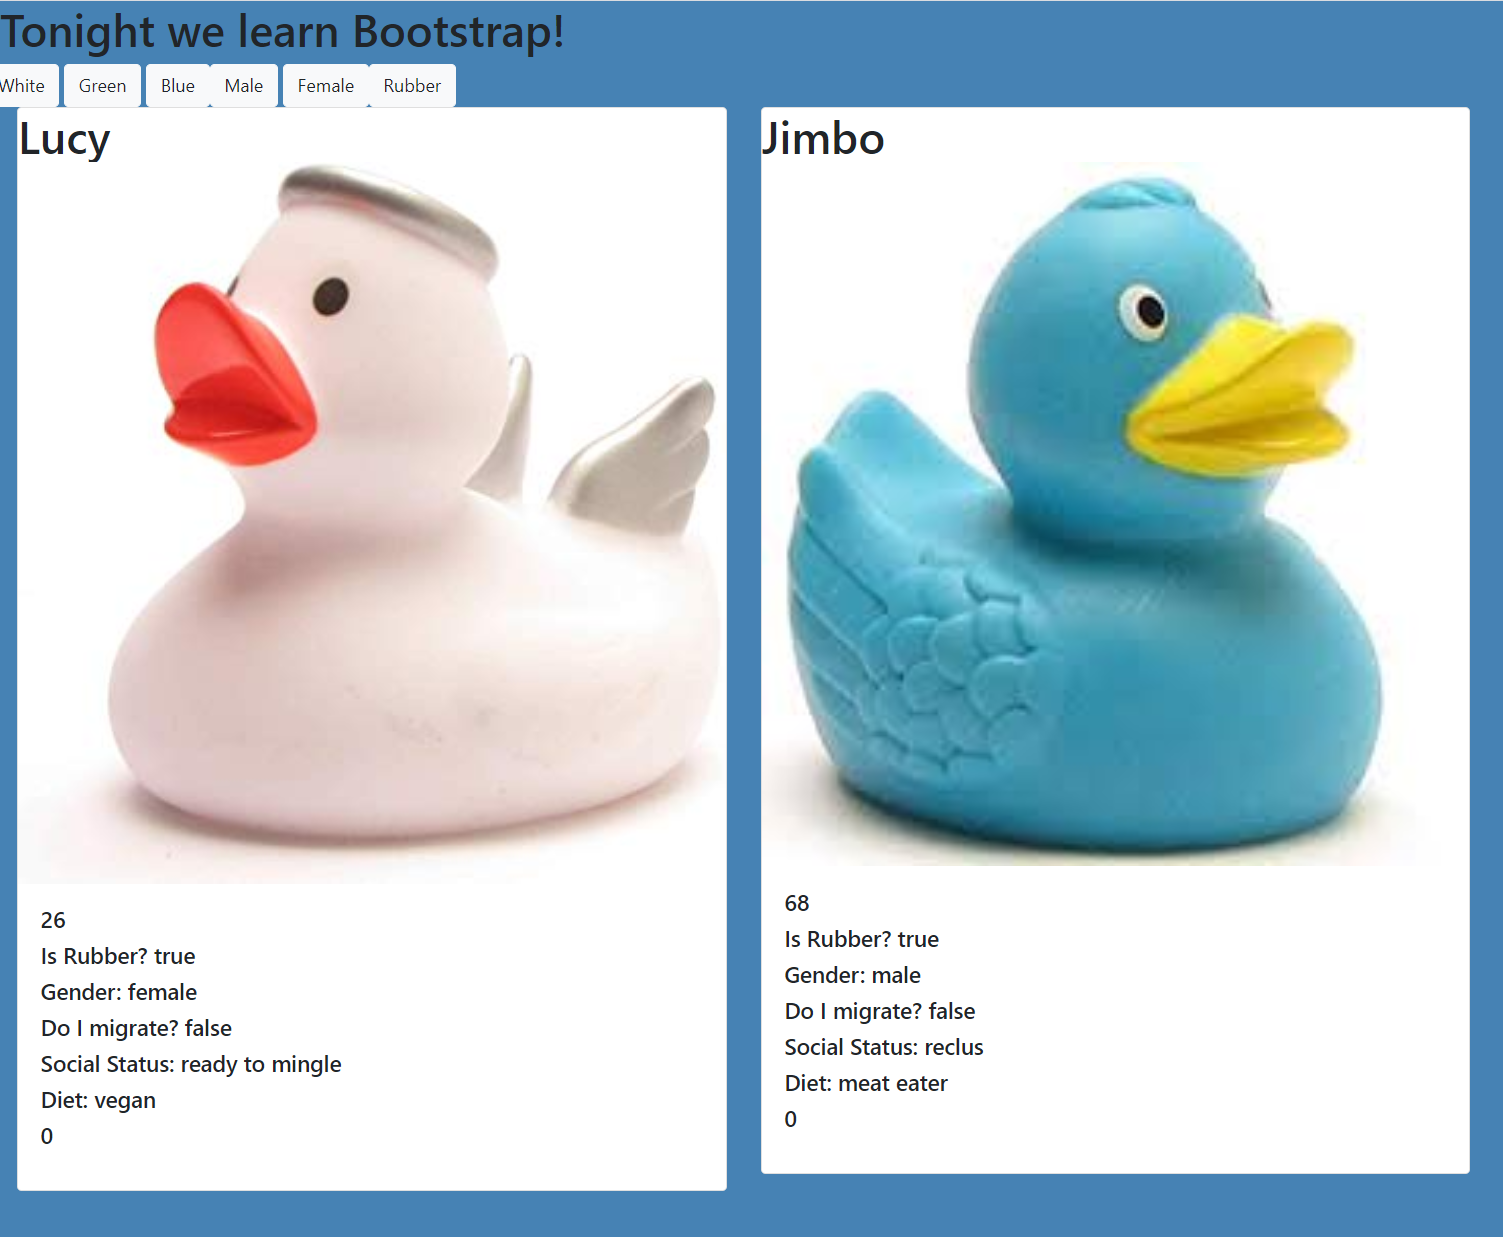 Tonight we learn Bootstrap!
White Green Blue Male Female Rubber
Lucy
26
Is Rubber? true
Gender: female
Do I migrate? false
Social Status: ready to mingle
Diet: vegan
0
Jimbo
68
Is Rubber? true
Gender: male
Do I migrate? false
Social Status: reclus
Diet: meat eater
0